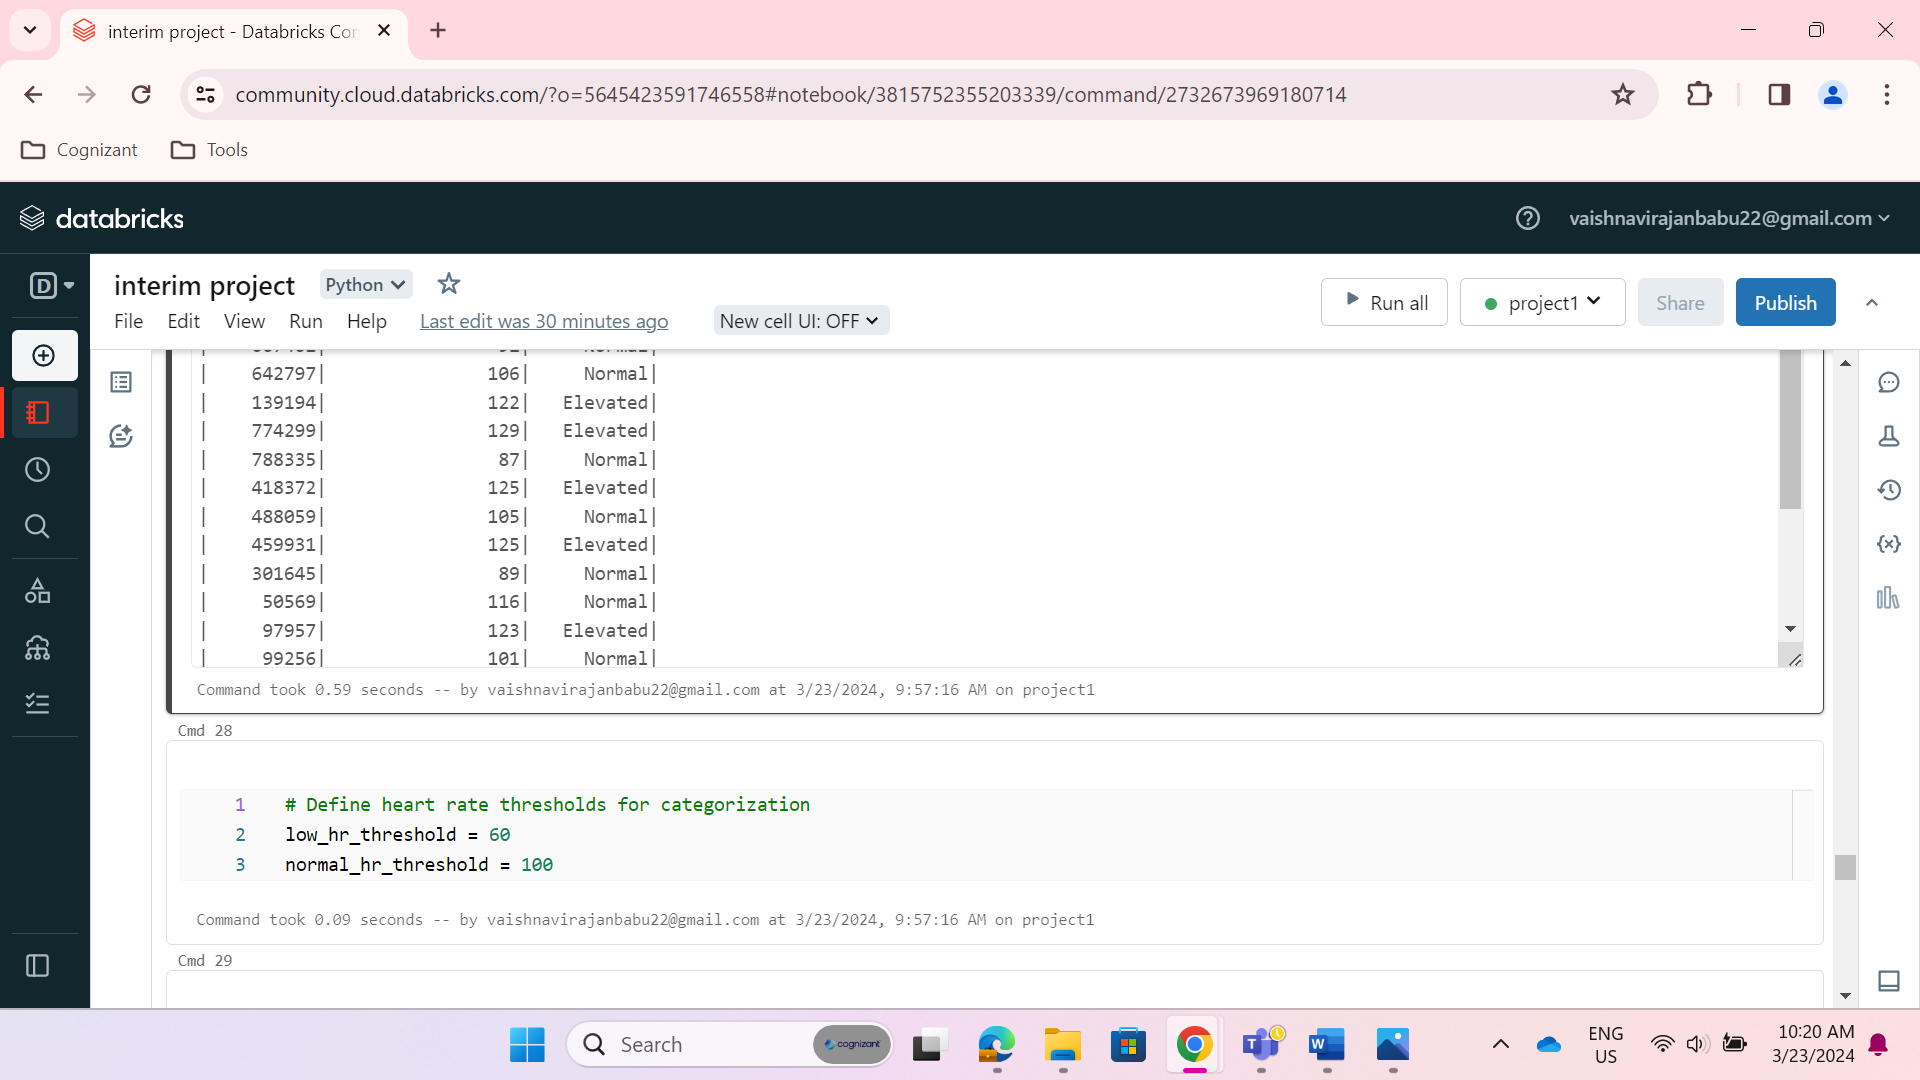 interim project - Databricks Cor
community.cloud.databricks.com/?o=5645423591746558#notebook/3815752355203339/command/2732673969180714
Cognizant Tools
databricks
vaishnavirajanbabu22@gmail.com
D
interim project Python
Run all project1 Share Publish
File Edit View Run Help Last edit was 30 minutes ago New cell UI: OFF
| 642797| 106| Normal|
| 139194| 122| Elevated|
| 774299| 129| Elevated|
| 788335| 87| Normal|
| 418372| 125| Elevated|
| 488059| 105| Normal|
| 459931| 125| Elevated|
| 301645| 89| Normal|
| 50569| 116| Normal|
| 97957| 123| Elevated|
| 99256| 101| Normal|
Command took 0.59 seconds -- by vaishnavirajanbabu22@gmail.com at 3/23/2024, 9:57:16 AM on project1
Cmd 28
1 # Define heart rate thresholds for categorization
2 low_hr_threshold = 60
3 normal_hr_threshold = 100
Command took 0.09 seconds -- by vaishnavirajanbabu22@gmail.com at 3/23/2024, 9:57:16 AM on project1
Cmd 29
Search cognizant
ENG
US
10:20 AM
3/23/2024